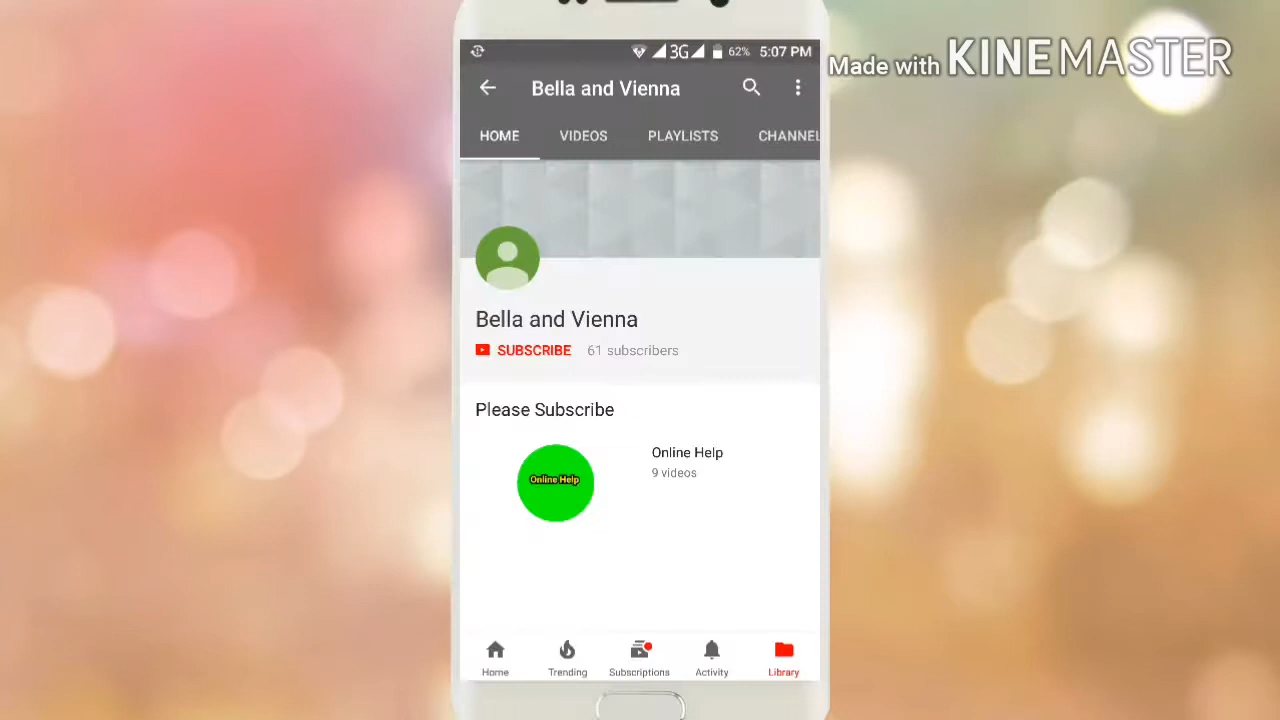 Made with KINEMASTER
3G 62% 5:07 PM
Bella and Vienna
HOME VIDEOS PLAYLISTS CHANNEL
Bella and Vienna
SUBSCRIBE 61 subscribers
Please Subscribe
Online Help
Online Help
9 videos
Home Trending Subscriptions Activity Library